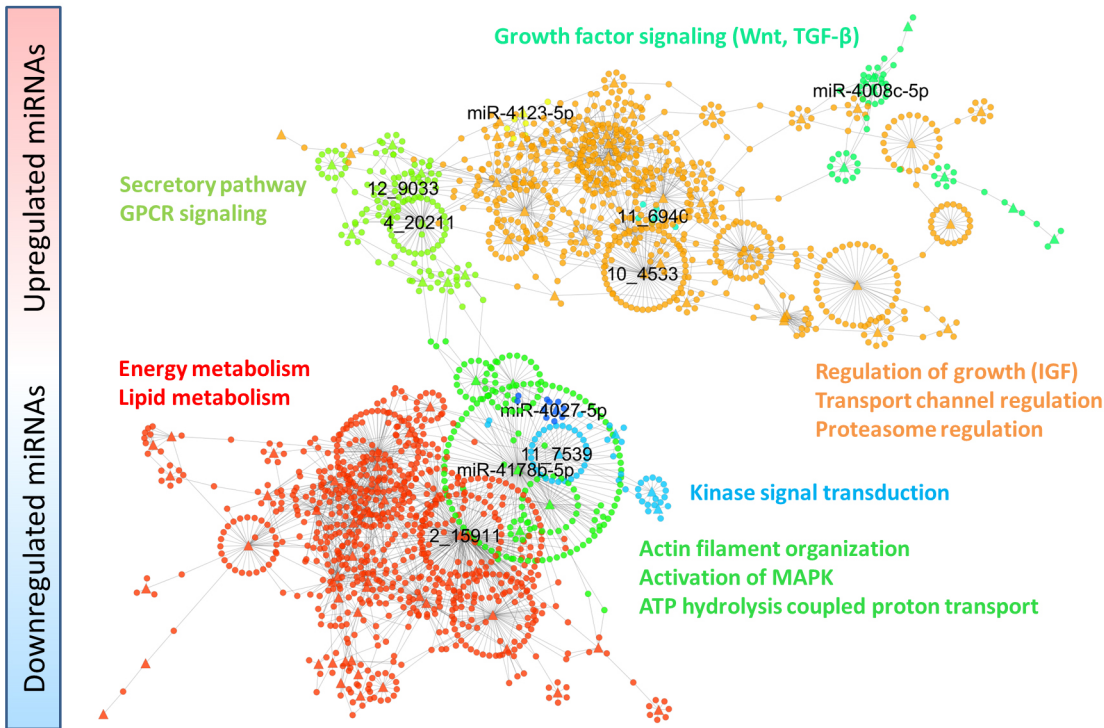 Upregulated miRNAs
Downregulated miRNAs
Growth factor signaling (Wnt, TGF-β)
miR-4008c-5p
miR-4123-5p
Secretory pathway
GPCR signaling
12_9033
4_20211
11_6940
10_4533
Energy metabolism
Lipid metabolism
Regulation of growth (IGF)
Transport channel regulation
Proteasome regulation
miR-4027-5p
11_7539
miR-4178b-5p
Kinase signal transduction
2_15911
Actin filament organization
Activation of MAPK
ATP hydrolysis coupled proton transport